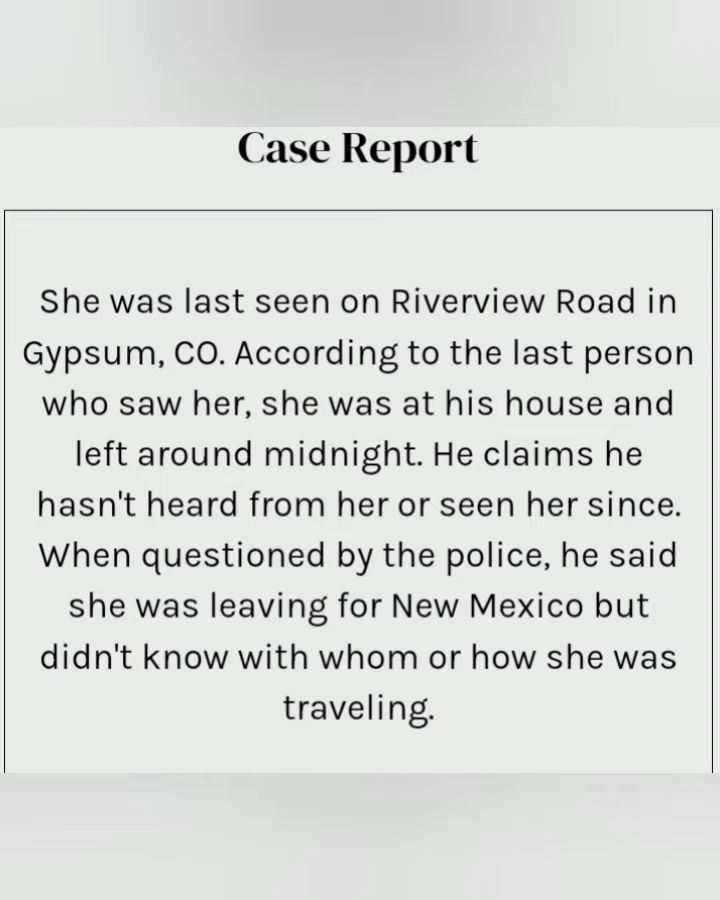 Case Report
She was last seen on Riverview Road in
Gypsum, CO. According to the last person
who saw her, she was at his house and
left around midnight. He claims he
hasn't heard from her or seen her since.
When questioned by the police, he said
she was leaving for New Mexico but
didn't know with whom or how she was
traveling.